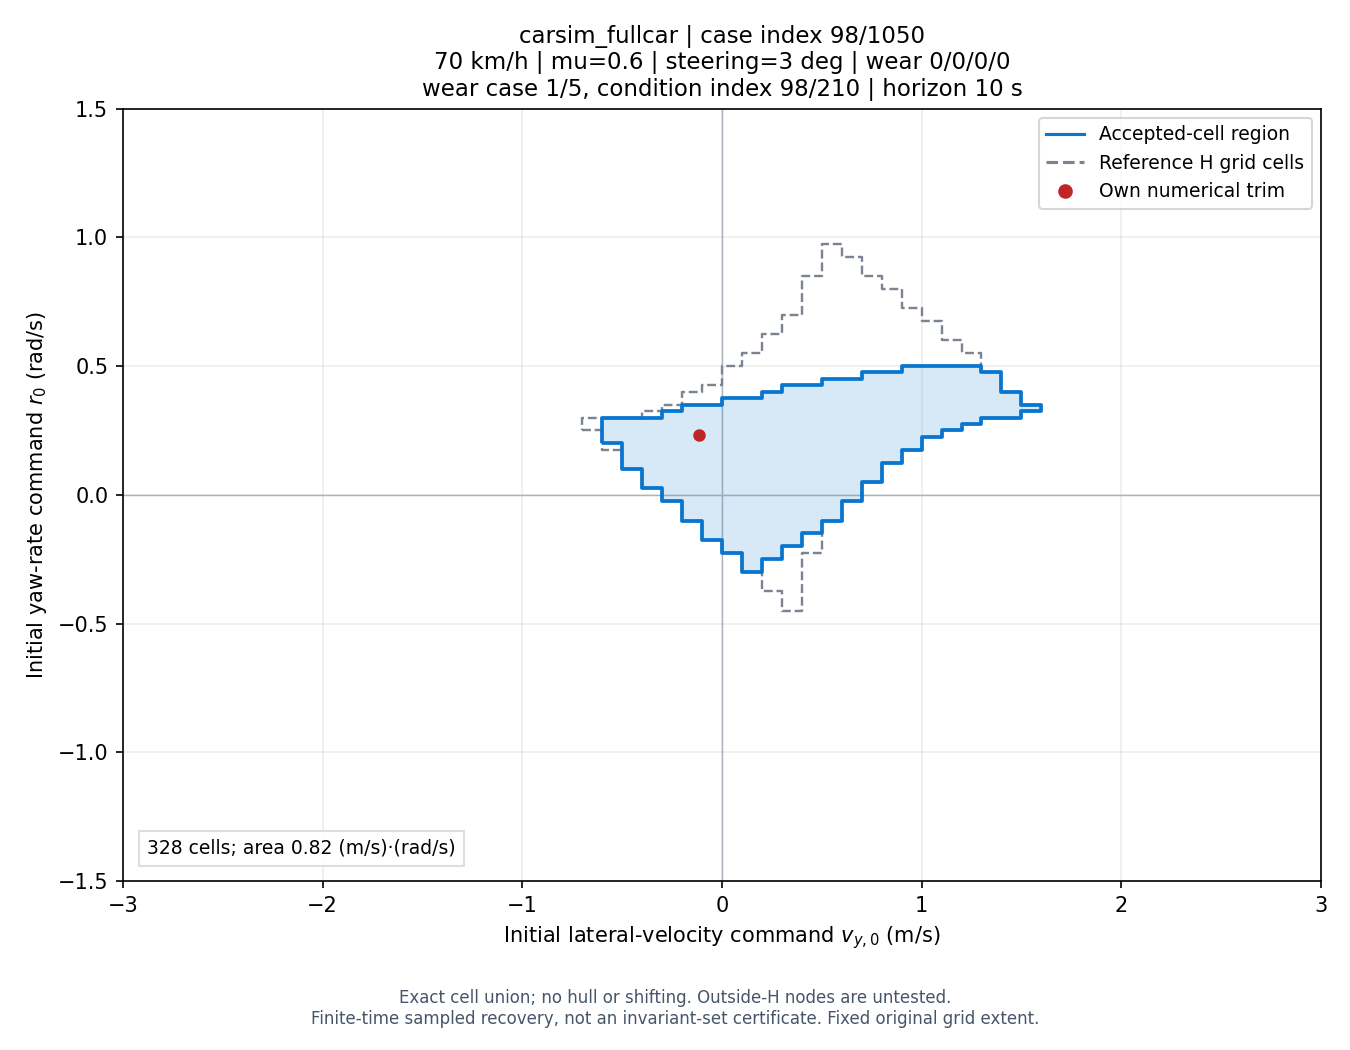 carsim_fullcar | case index 98/1050
70 km/h | mu=0.6 | steering=3 deg | wear 0/0/0/0
wear case 1/5, condition index 98/210 | horizon 10 s
Accepted-cell region
Reference H grid cells
Own numerical trim
1.5
1.0
0.5
0.0
−0.5
−1.0
−1.5
Initial yaw-rate command r₀ (rad/s)
328 cells; area 0.82 (m/s)·(rad/s)
−3
−2
−1
0
1
2
3
Initial lateral-velocity command v_{y,0} (m/s)
Exact cell union; no hull or shifting. Outside-H nodes are untested.
Finite-time sampled recovery, not an invariant-set certificate. Fixed original grid extent.